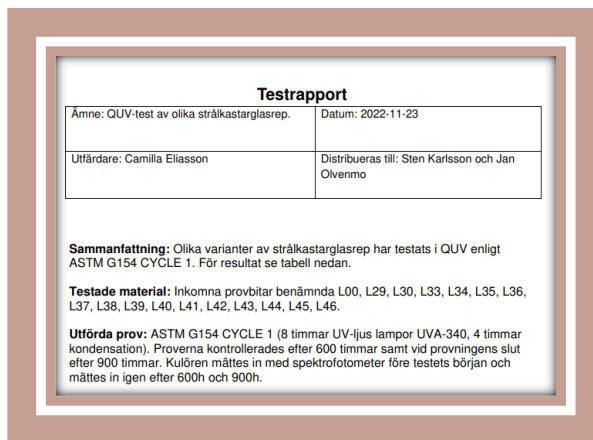 Testrapport
Ämne: QUV-test av olika strålkastarglasrep.
Datum: 2022-11-23
Utfärdare: Camilla Eliasson
Distribueras till: Sten Karlsson och Jan
Olvenmo
Sammanfattning: Olika varianter av strålkastarglasrep har testats i QUV enligt
ASTM G154 CYCLE 1. För resultat se tabell nedan.
Testade material: Inkomna provbitar benämnda L00, L29, L30, L33, L34, L35, L36,
L37, L38, L39, L40, L41, L42, L43, L44, L45, L46.
Utförda prov: ASTM G154 CYCLE 1 (8 timmar UV-ljus lampor UVA-340, 4 timmar
kondensation). Proverna kontrollerades efter 600 timmar samt vid provningens slut
efter 900 timmar. Kulören mättes in med spektrofotometer före testets början och
mättes in igen efter 600h och 900h.